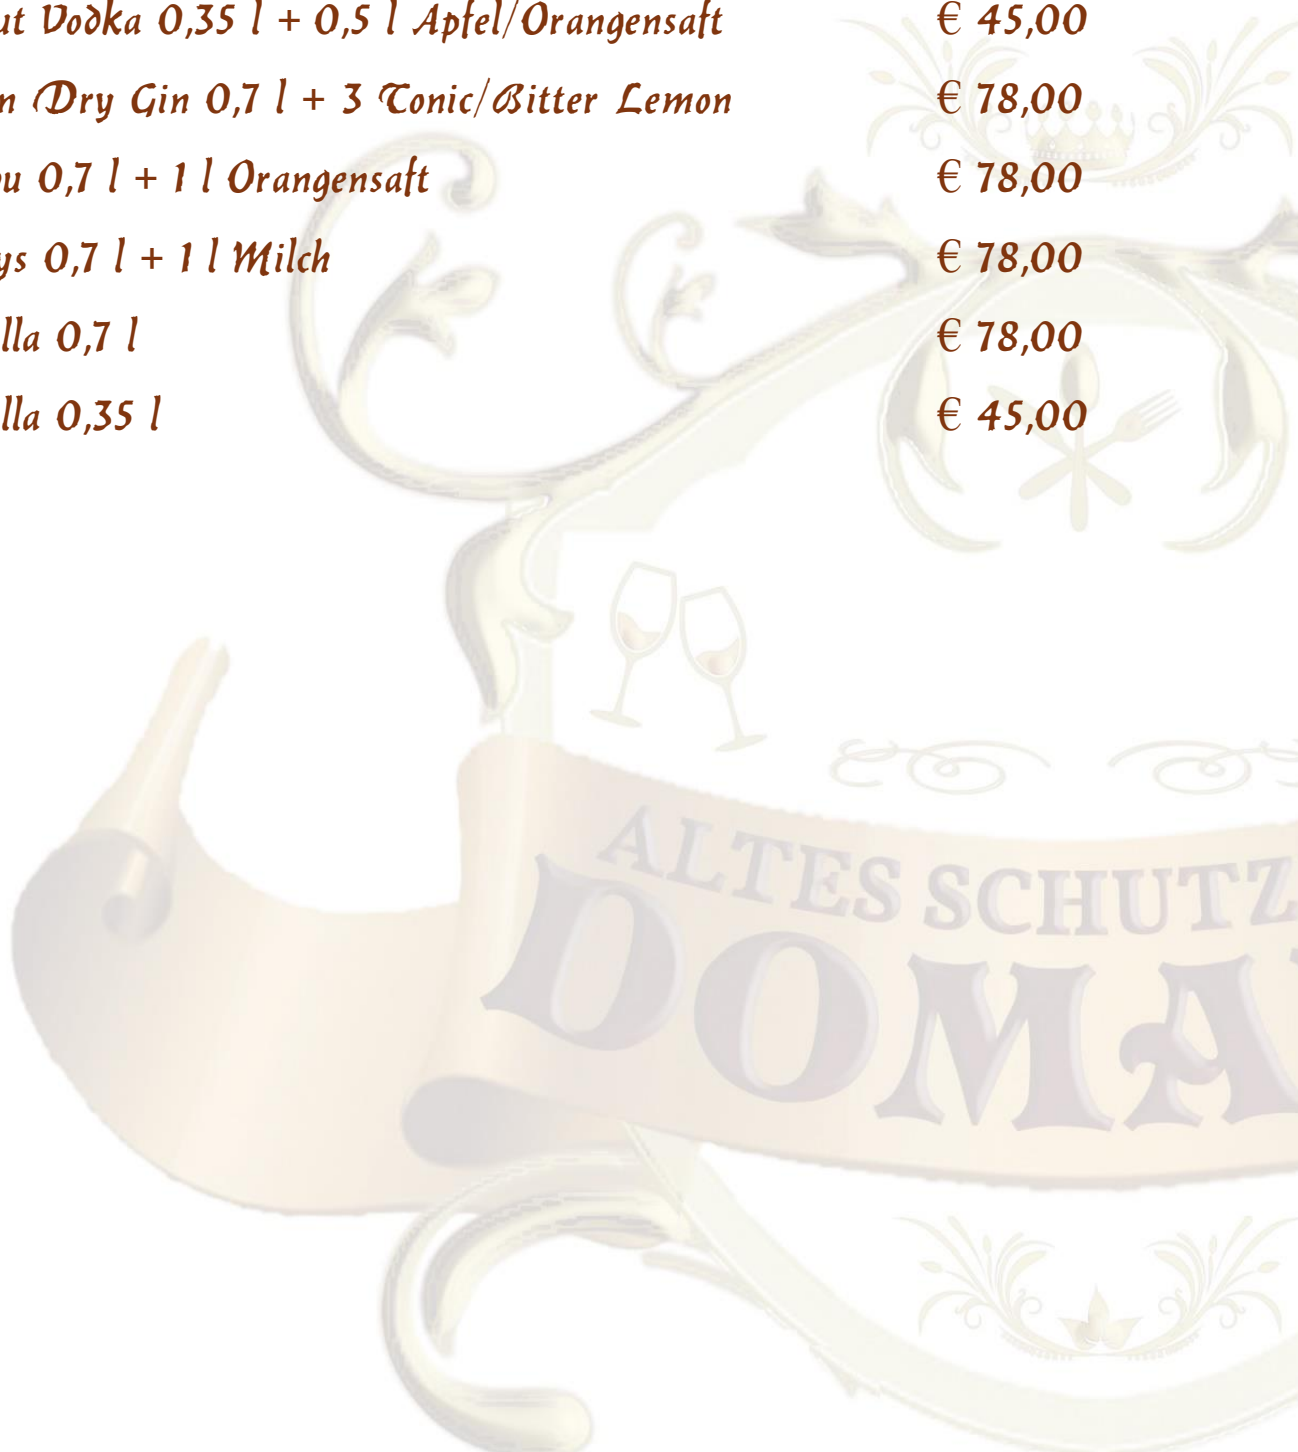 ut Vodka 0,35 l + 0,5 l Apfel/Orangensaft € 45,00
n Dry Gin 0,7 l + 3 Tonic/Bitter Lemon € 78,00
ou 0,7 l + 1 l Orangensaft € 78,00
ys 0,7 l + 1 l Milch € 78,00
lla 0,7 l € 78,00
lla 0,35 l € 45,00
ALTES SCHUTZ
DOMA